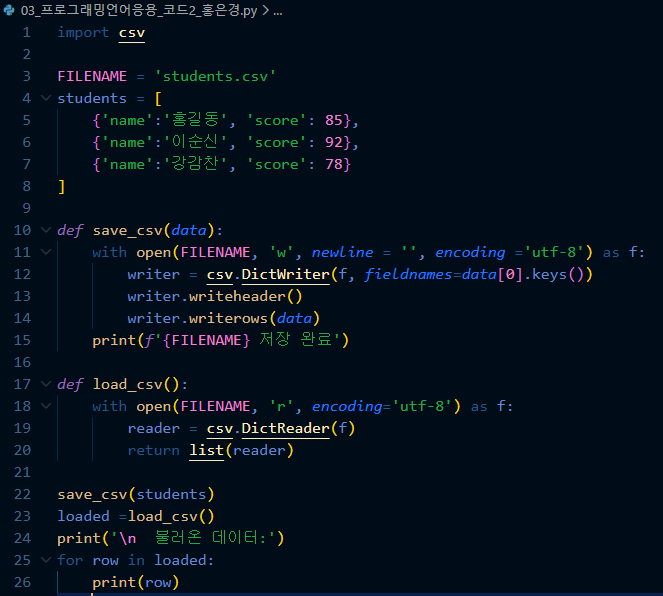 03_프로그래밍언어응용_코드2_홍은경.py > ...
1 import csv
2
3 FILENAME = 'students.csv'
4 students = [
5     {'name':'홍길동', 'score': 85},
6     {'name':'이순신', 'score': 92},
7     {'name':'강감찬', 'score': 78}
8 ]
9
10 def save_csv(data):
11     with open(FILENAME, 'w', newline = '', encoding ='utf-8') as f:
12         writer = csv.DictWriter(f, fieldnames=data[0].keys())
13         writer.writeheader()
14         writer.writerows(data)
15     print(f'{FILENAME} 저장 완료')
16
17 def load_csv():
18     with open(FILENAME, 'r', encoding='utf-8') as f:
19         reader = csv.DictReader(f)
20         return list(reader)
21
22 save_csv(students)
23 loaded =load_csv()
24 print('\n  불러온 데이터:')
25 for row in loaded:
26     print(row)